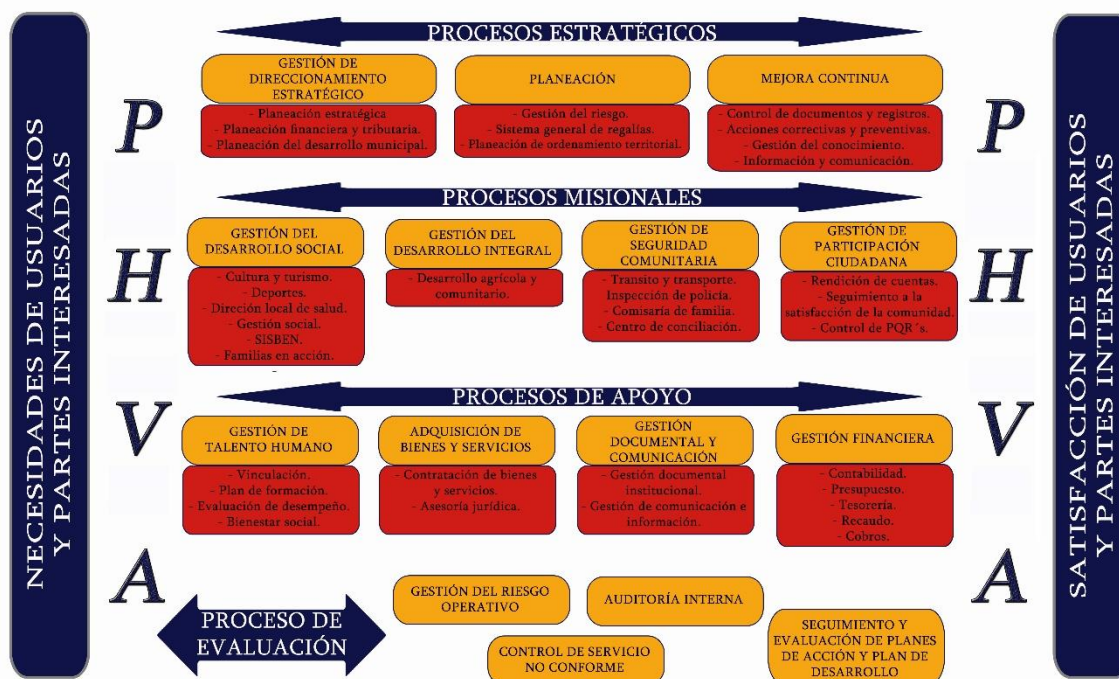 NECESIDADES DE USUARIOS
Y PARTES INTERESADAS
P
H
V
A
PROCESOS ESTRATÉGICOS
GESTIÓN DE
DIRECCIONAMIENTO
ESTRATÉGICO
- Planeación estratégica
- Planeación financiera y tributaria.
- Planeación del desarrollo municipal.
PLANEACIÓN
- Gestión del riesgo.
- Sistema general de regalías.
- Planeación de ordenamiento territorial.
MEJORA CONTINUA
- Control de documentos y registros.
- Acciones correctivas y preventivas.
- Gestión del conocimiento.
- Información y comunicación.
PROCESOS MISIONALES
GESTIÓN DEL
DESARROLLO SOCIAL
- Cultura y turismo.
- Deportes.
- Direción local de salud.
- Gestión social.
- SISBEN.
- Familias en acción.
GESTIÓN DEL
DESARROLLO INTEGRAL
- Desarrollo agrícola y
comunitario.
GESTIÓN DE
SEGURIDAD
COMUNITARIA
- Transito y transporte.
Inspección de policía.
- Comisaría de familia.
- Centro de conciliación.
GESTIÓN DE
PARTICIPACIÓN
CIUDADANA
- Rendición de cuentas.
- Seguimiento a la
satisfacción de la comunidad.
- Control de PQR´s.
PROCESOS DE APOYO
GESTIÓN DE
TALENTO HUMANO
- Vinculación.
- Plan de formación.
- Evaluación de desempeño.
- Bienestar social.
ADQUISICIÓN DE
BIENES Y SERVICIOS
- Contratación de bienes
y servicios.
- Asesoría jurídica.
GESTIÓN
DOCUMENTAL Y
COMUNICACIÓN
- Gestión documental
institucional.
- Gestión de comunicación e
información.
GESTIÓN FINANCIERA
- Contabilidad.
- Presupuesto.
- Tesorería.
- Recaudo.
- Cobros.
PROCESO DE
EVALUACIÓN
GESTIÓN DEL RIESGO
OPERATIVO
AUDITORÍA INTERNA
CONTROL DE SERVICIO
NO CONFORME
SEGUIMIENTO Y
EVALUACIÓN DE PLANES
DE ACCIÓN Y PLAN DE
DESARROLLO
P
H
V
A
SATISFACCIÓN DE USUARIOS
Y PARTES INTERESADAS